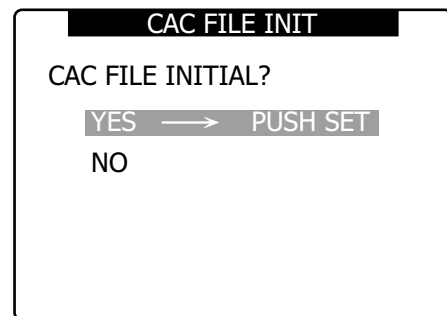 CAC FILE INIT
CAC FILE INITIAL?
YES → PUSH SET
NO